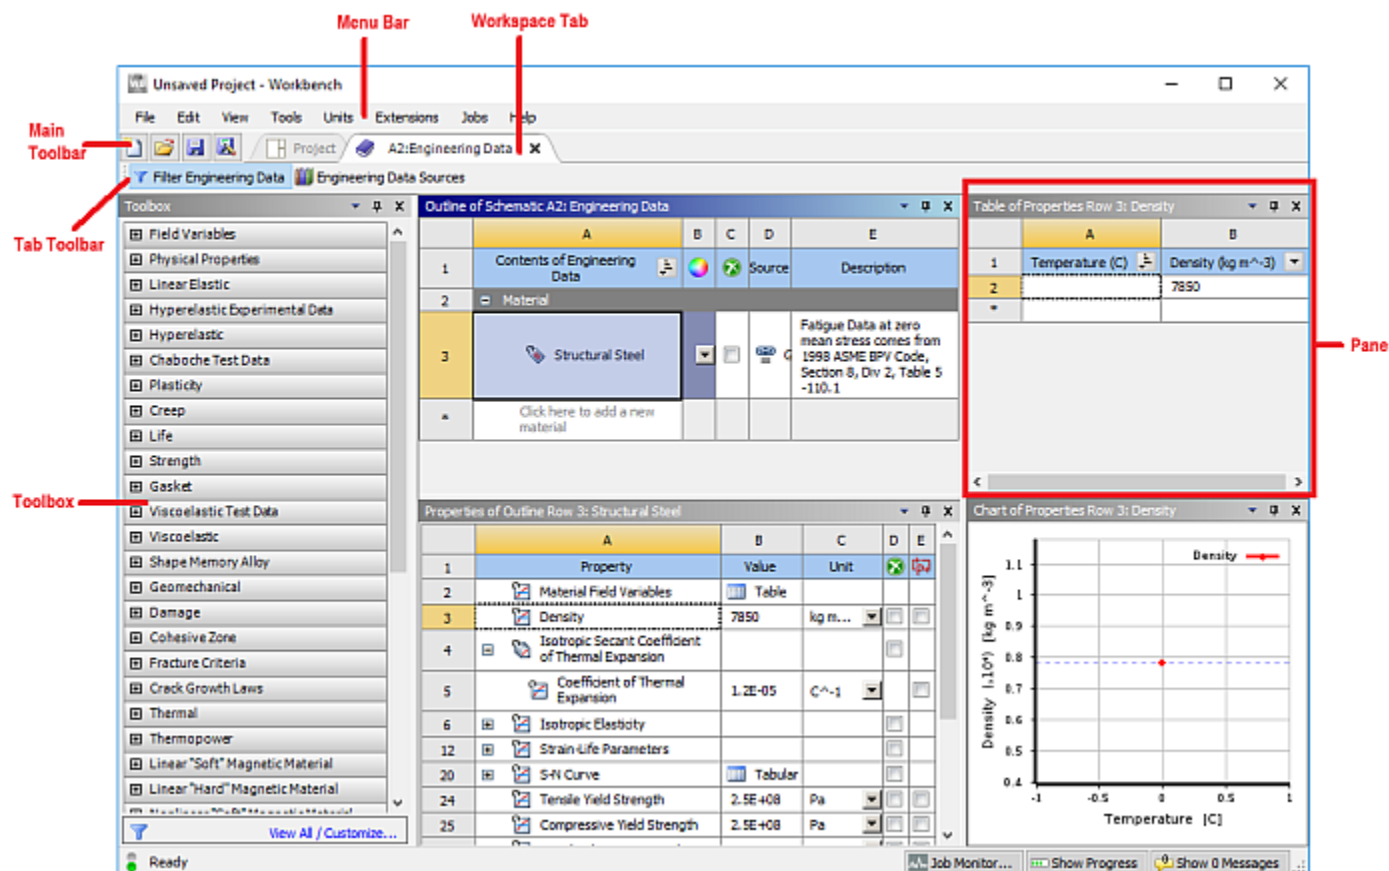 Menu Bar
Workspace Tab
Unsaved Project - Workbench
File Edit View Tools Units Extensions Jobs Help
Main
Toolbar
Project
A2:Engineering Data
Filter Engineering Data
Engineering Data Sources
Tab Toolbar
Toolbox
Field Variables
Physical Properties
Linear Elastic
Hyperelastic Experimental Data
Hyperelastic
Chaboche Test Data
Plasticity
Creep
Life
Strength
Gasket
Toolbox
Viscoelastic Test Data
Viscoelastic
Shape Memory Alloy
Geomechanical
Damage
Cohesive Zone
Fracture Criteria
Crack Growth Laws
Thermal
Thermopower
Linear "Soft" Magnetic Material
Linear "Hard" Magnetic Material
View All / Customize...
Outline of Schematic A2: Engineering Data
A B C D E
1 Contents of Engineering
Data
Source Description
2 Material
3 Structural Steel
Fatigue Data at zero
mean stress comes from
1998 ASME BPV Code,
Section 8, Div 2, Table 5
-110.1
* Click here to add a new
material
Table of Properties Row 3: Density
A B
1 Temperature (C) Density (kg m^-3)
2 7850
*
Pane
Properties of Outline Row 3: Structural Steel
A B C D E
1 Property Value Unit
2 Material Field Variables Table
3 Density 7850 kg m...
4 Isotropic Secant Coefficient
of Thermal Expansion
5 Coefficient of Thermal
Expansion
1.2E-05 C^-1
6 Isotropic Elasticity
12 Strain-Life Parameters
20 S-N Curve Tabular
24 Tensile Yield Strength 2.5E+08 Pa
25 Compressive Yield Strength 2.5E+08 Pa
Chart of Properties Row 3: Density
Density
1.1
1
0.9
0.8
0.7
0.6
0.5
0.4
Density (.10⁴) [kg m^-3]
-1 -0.5 0 0.5 1
Temperature [C]
Ready
Job Monitor... Show Progress Show 0 Messages